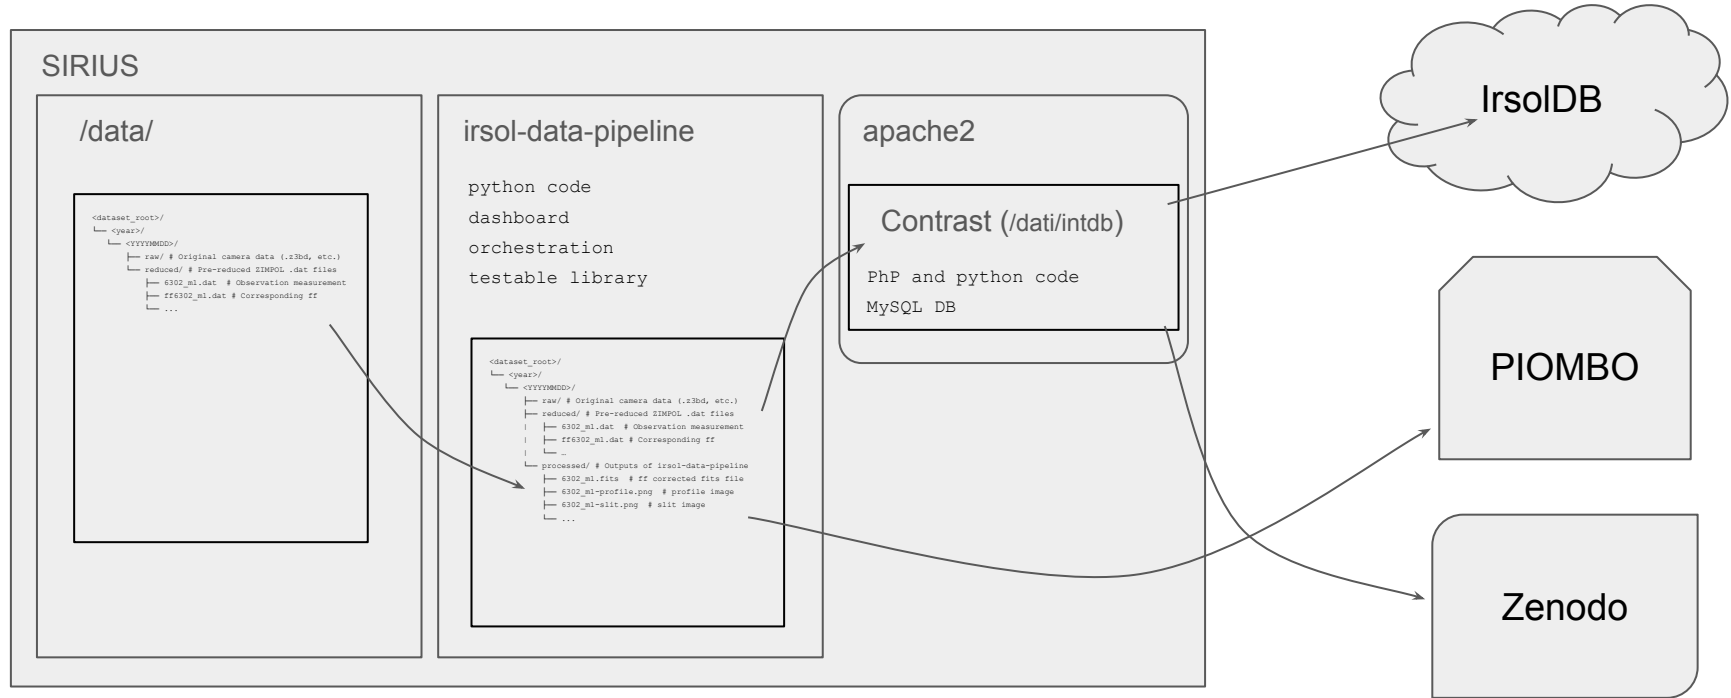 SIRIUS
/data/
<dataset_root>/
└── <year>/
└── <YYYYMMDD>/
├── raw/ # Original camera data (.z3bd, etc.)
└── reduced/ # Pre-reduced ZIMPOL .dat files
├── 6302_m1.dat # Observation measurement
├── ff6302_m1.dat # Corresponding ff
└── ...
irsol-data-pipeline
python code
dashboard
orchestration
testable library
<dataset_root>/
└── <year>/
└── <YYYYMMDD>/
├── raw/ # Original camera data (.z3bd, etc.)
├── reduced/ # Pre-reduced ZIMPOL .dat files
| ├── 6302_m1.dat # Observation measurement
| ├── ff6302_m1.dat # Corresponding ff
| └── …
└── processed/ # Outputs of irsol-data-pipeline
├── 6302_m1.fits # ff corrected fits file
├── 6302_m1-profile.png # profile image
├── 6302_m1-slit.png # slit image
└── ...
apache2
Contrast (/dati/intdb)
PhP and python code
MySQL DB
IrsolDB
PIOMBO
Zenodo